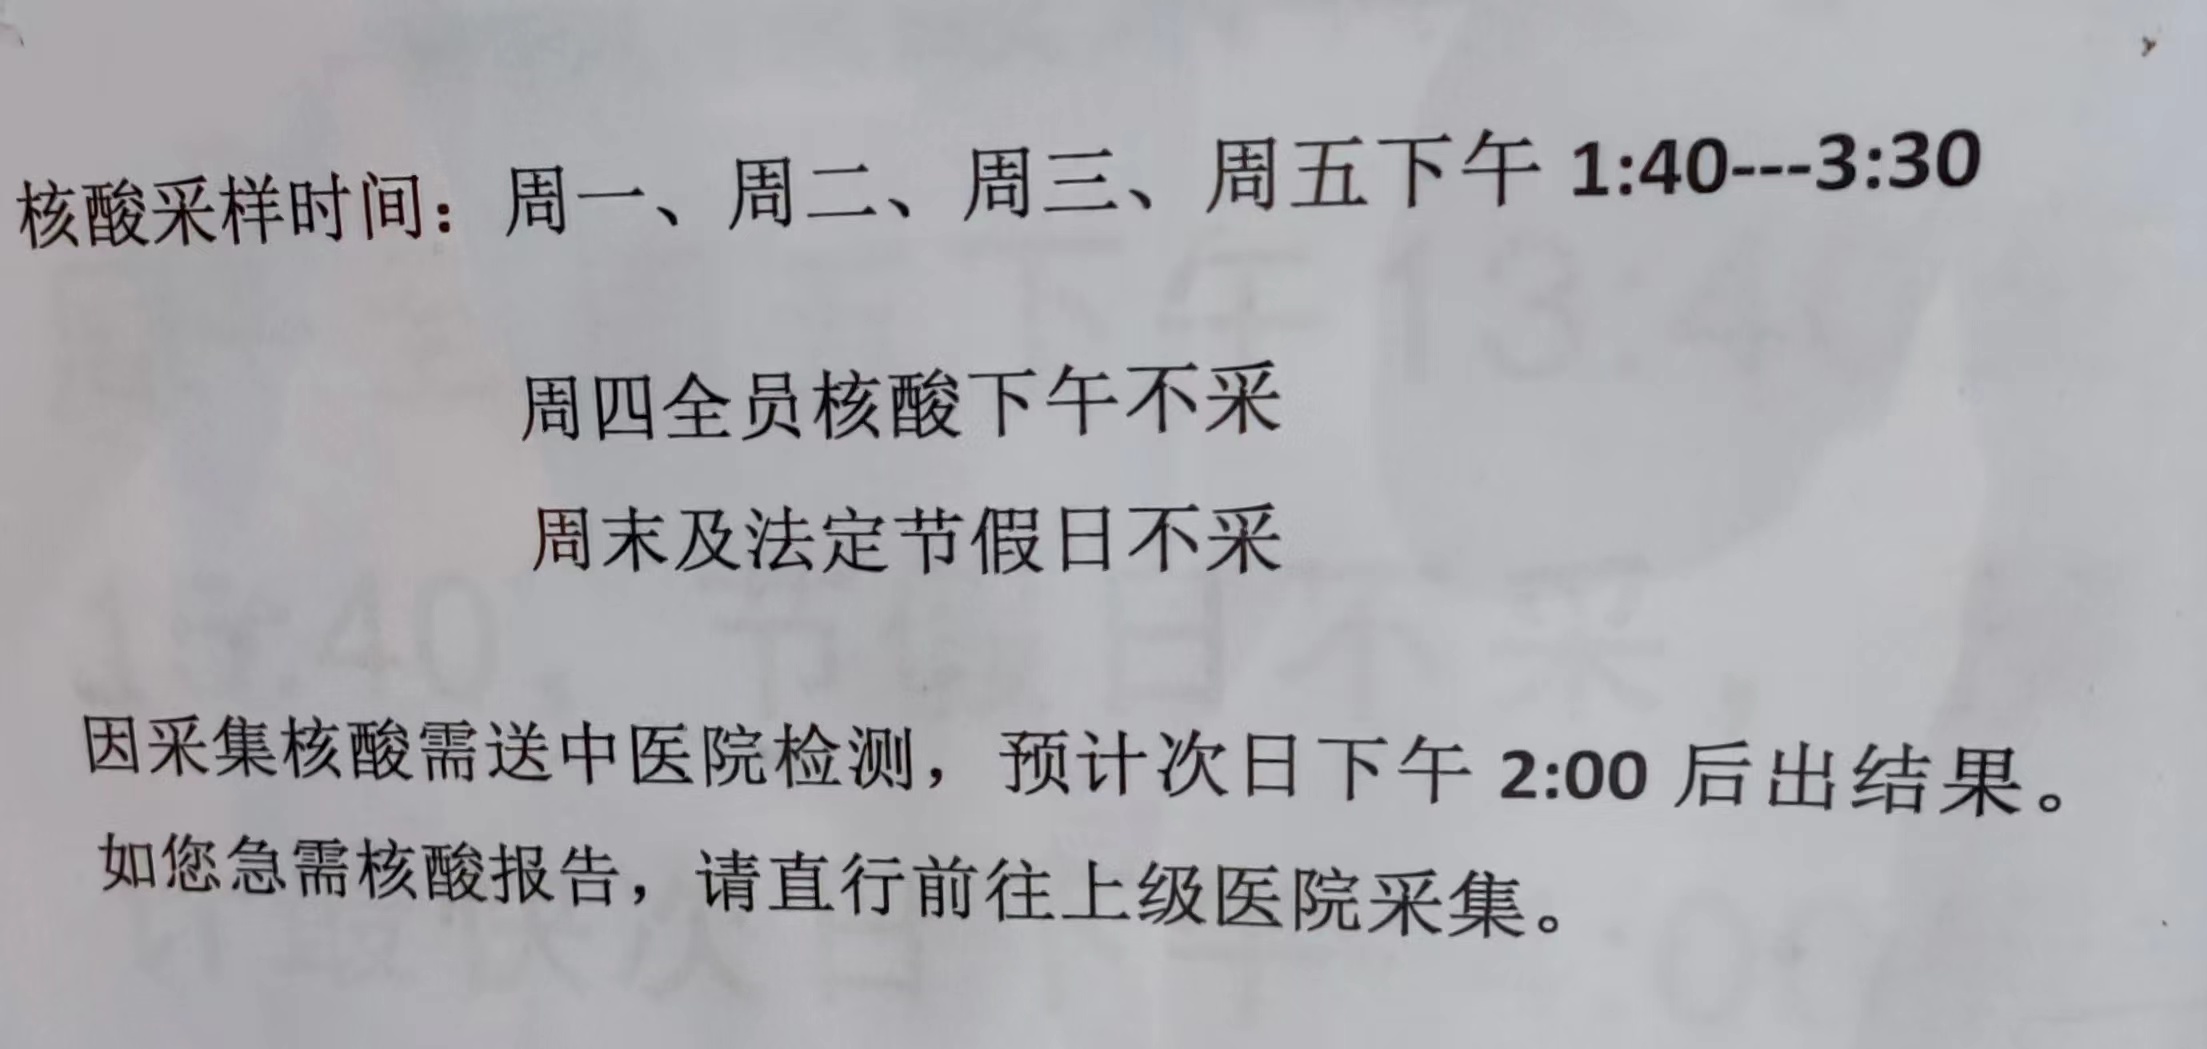 核酸采样时间：周一、周二、周三、周五下午 1:40---3:30
周四全员核酸下午不采
周末及法定节假日不采
因采集核酸需送中医院检测，预计次日下午 2:00 后出结果。
如您急需核酸报告，请直行前往上级医院采集。